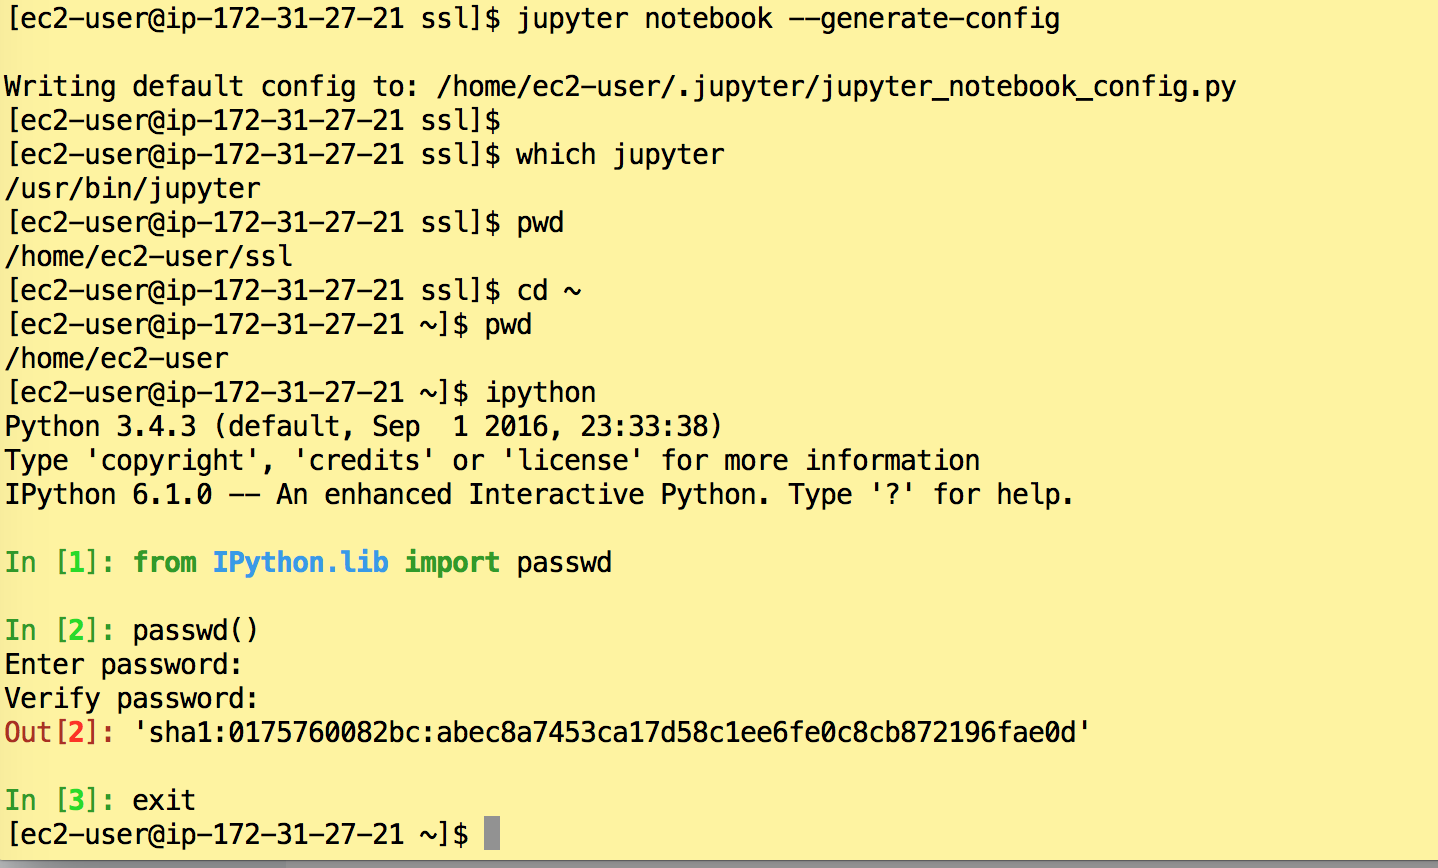 [ec2-user@ip-172-31-27-21 ssl]$ jupyter notebook --generate-config
Writing default config to: /home/ec2-user/.jupyter/jupyter_notebook_config.py
[ec2-user@ip-172-31-27-21 ssl]$
[ec2-user@ip-172-31-27-21 ssl]$ which jupyter
/usr/bin/jupyter
[ec2-user@ip-172-31-27-21 ssl]$ pwd
/home/ec2-user/ssl
[ec2-user@ip-172-31-27-21 ssl]$ cd ~
[ec2-user@ip-172-31-27-21 ~]$ pwd
/home/ec2-user
[ec2-user@ip-172-31-27-21 ~]$ ipython
Python 3.4.3 (default, Sep  1 2016, 23:33:38)
Type 'copyright', 'credits' or 'license' for more information
IPython 6.1.0 -- An enhanced Interactive Python. Type '?' for help.
In [1]: from IPython.lib import passwd
In [2]: passwd()
Enter password:
Verify password:
Out[2]: 'sha1:0175760082bc:abec8a7453ca17d58c1ee6fe0c8cb872196fae0d'
In [3]: exit
[ec2-user@ip-172-31-27-21 ~]$